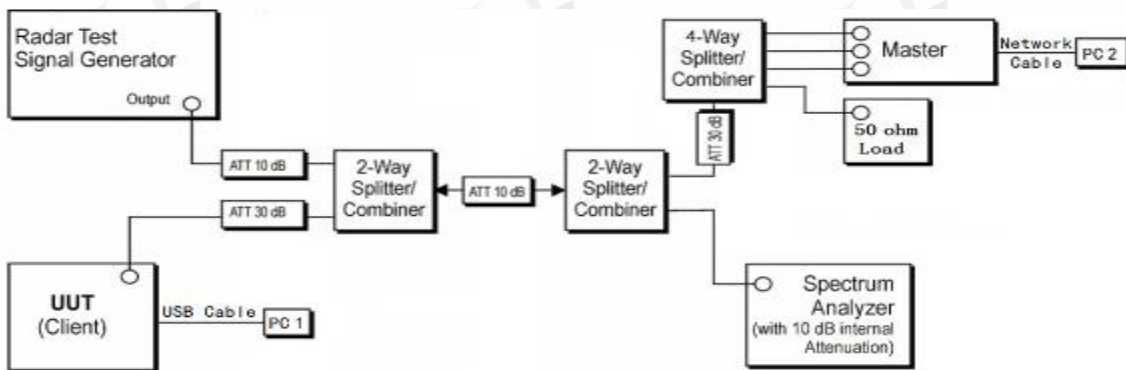 Radar Test
Signal Generator
Output
ATT 10 dB
ATT 30 dB
2-Way
Splitter/
Combiner
ATT 10 dB
2-Way
Splitter/
Combiner
ATT 30 dB
4-Way
Splitter/
Combiner
Master
Network
Cable
PC 2
50 ohm
Load
UUT
(Client)
USB Cable
PC 1
Spectrum
Analyzer
(with 10 dB internal
Attenuation)